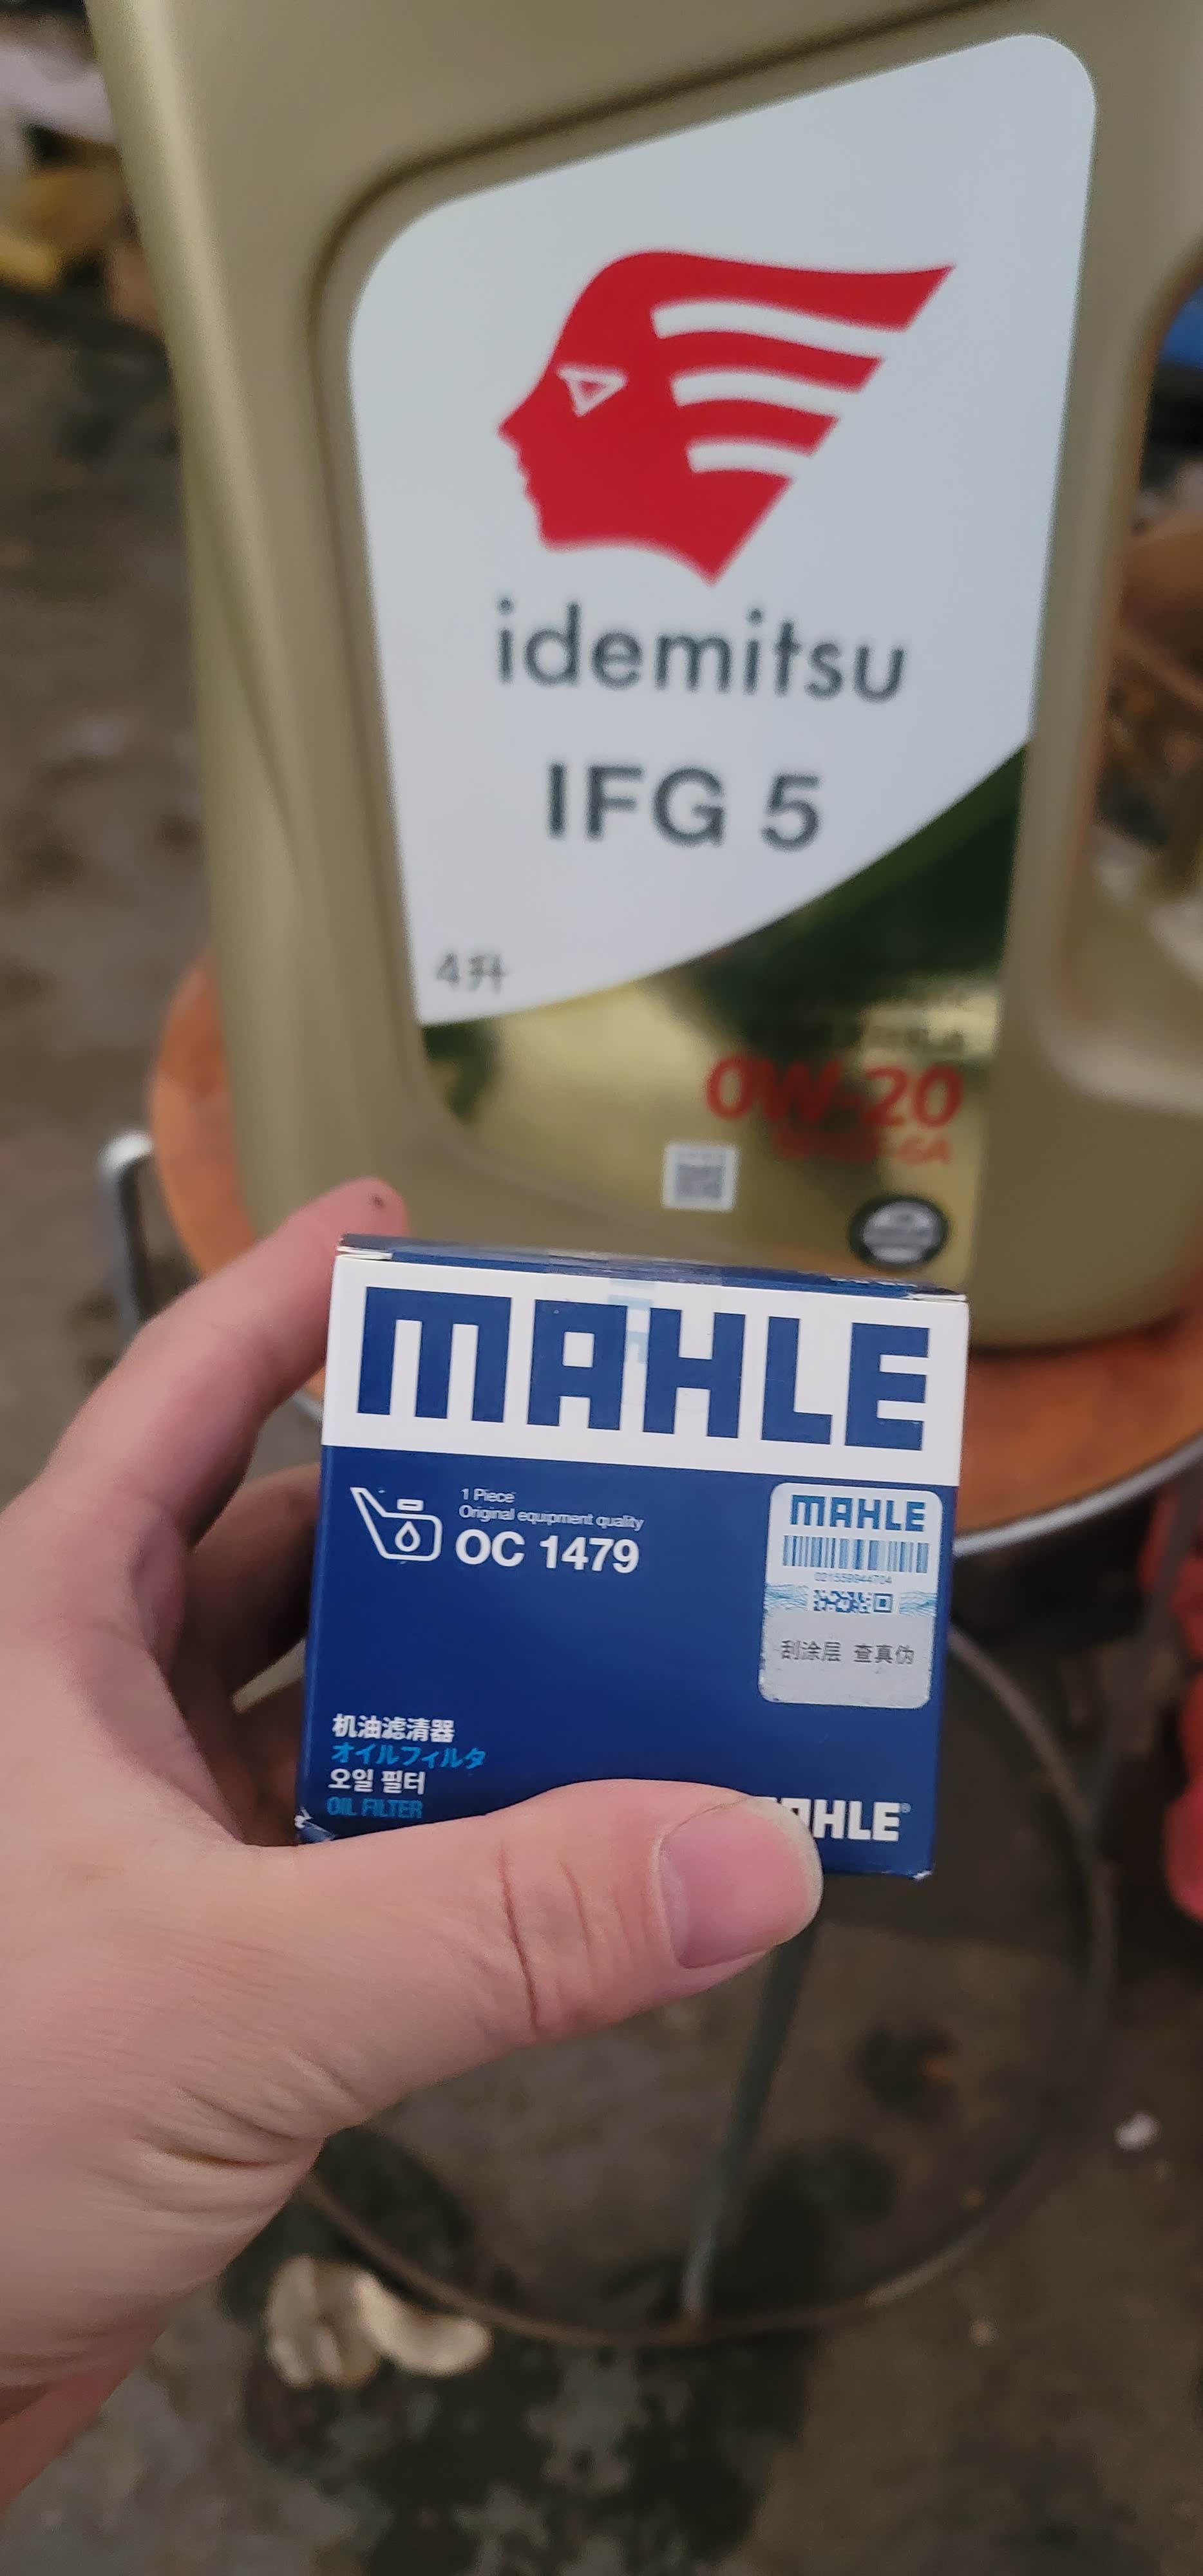 idemitsu
IFG 5
4升
0W-20
MAHLE
1 Piece
Original equipment quality
OC 1479
MAHLE
刮涂层 查真伪
机油滤清器
オイルフィルタ
오일 필터
OIL FILTER